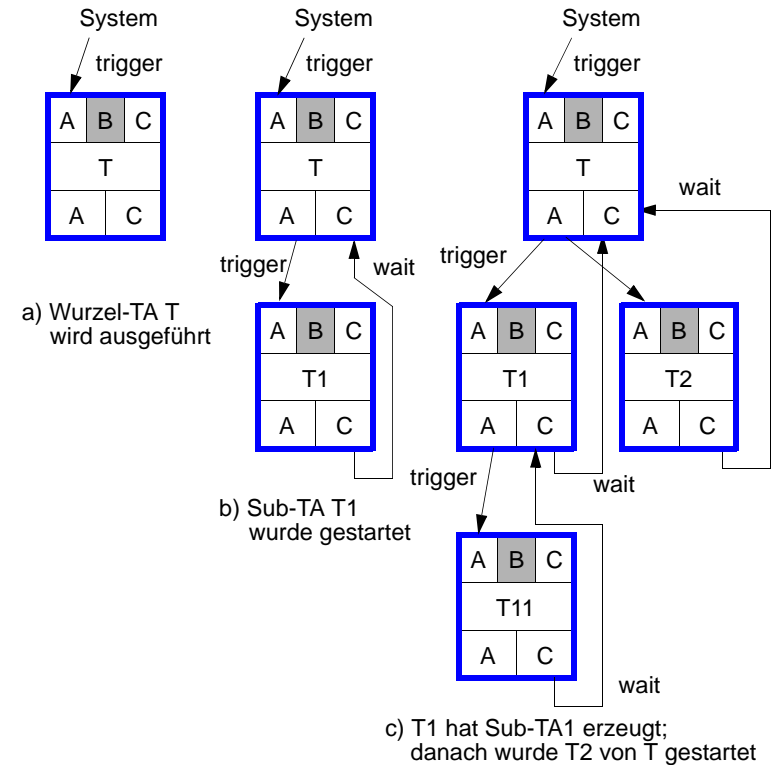 System
System
System
trigger
trigger
trigger
A B C
T
A C
A B C
T
A C
A B C
T
A C
wait
trigger
wait
trigger
a) Wurzel-TA T
wird ausgeführt
A B C
T1
A C
A B C
T1
A C
A B C
T2
A C
trigger
wait
b) Sub-TA T1
wurde gestartet
A B C
T11
A C
wait
c) T1 hat Sub-TA1 erzeugt;
danach wurde T2 von T gestartet